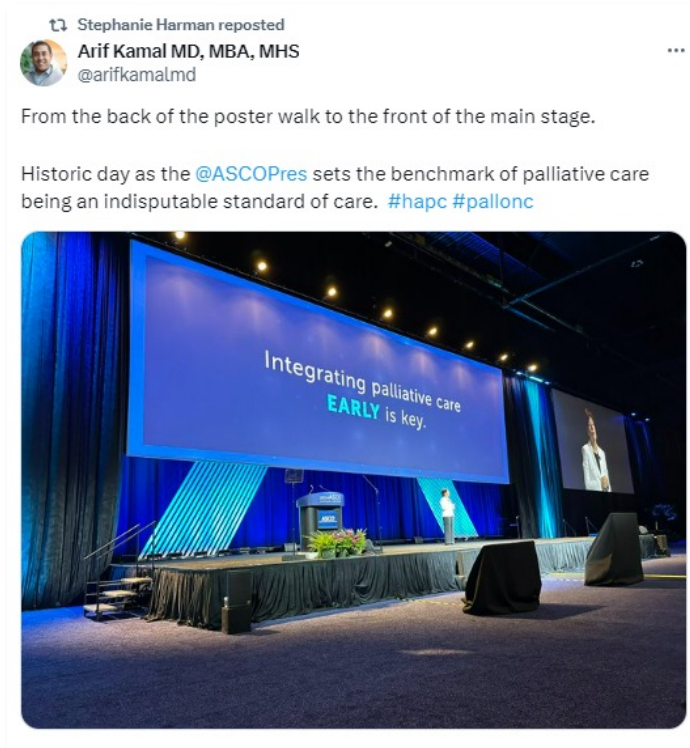 Stephanie Harman reposted
Arif Kamal MD, MBA, MHS
@arifkamalmd
From the back of the poster walk to the front of the main stage.
Historic day as the @ASCOPres sets the benchmark of palliative care
being an indisputable standard of care. #hapc #pallonc
Integrating palliative care
EARLY is key.
ASCO